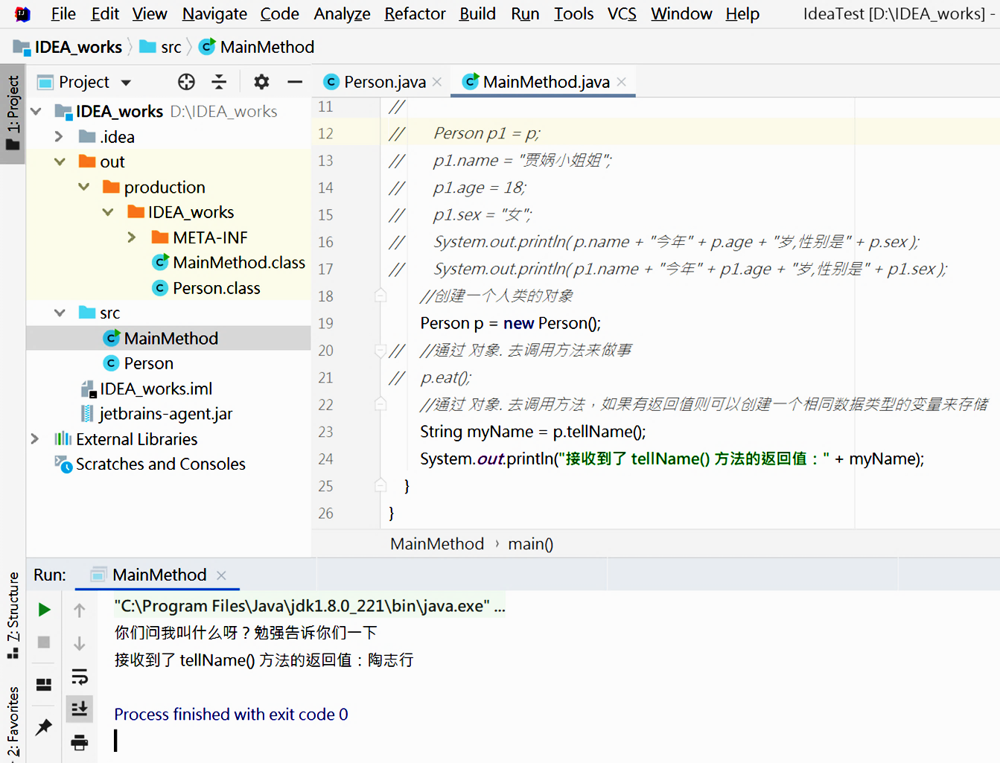 File Edit View Navigate Code Analyze Refactor Build Run Tools VCS Window Help IdeaTest [D:\IDEA_works] -
IDEA_works src MainMethod
1: Project
Project
IDEA_works D:\IDEA_works
.idea
out
production
IDEA_works
META-INF
MainMethod.class
Person.class
src
MainMethod
Person
IDEA_works.iml
jetbrains-agent.jar
External Libraries
Scratches and Consoles
Person.java MainMethod.java
11 //
12 // Person p1 = p;
13 // p1.name = "贾娲小姐姐";
14 // p1.age = 18;
15 // p1.sex = "女";
16 // System.out.println( p.name + "今年" + p.age + "岁,性别是" + p.sex );
17 // System.out.println( p1.name + "今年" + p1.age + "岁,性别是" + p1.sex );
18 //创建一个人类的对象
19 Person p = new Person();
20 // //通过 对象. 去调用方法来做事
21 // p.eat();
22 //通过 对象. 去调用方法，如果有返回值则可以创建一个相同数据类型的变量来存储
23 String myName = p.tellName();
24 System.out.println("接收到了 tellName() 方法的返回值：" + myName);
25 }
26 }
MainMethod › main()
Run: MainMethod
7: Structure
2: Favorites
"C:\Program Files\Java\jdk1.8.0_221\bin\java.exe" ...
你们问我叫什么呀？勉强告诉你们一下
接收到了 tellName() 方法的返回值：陶志行
Process finished with exit code 0